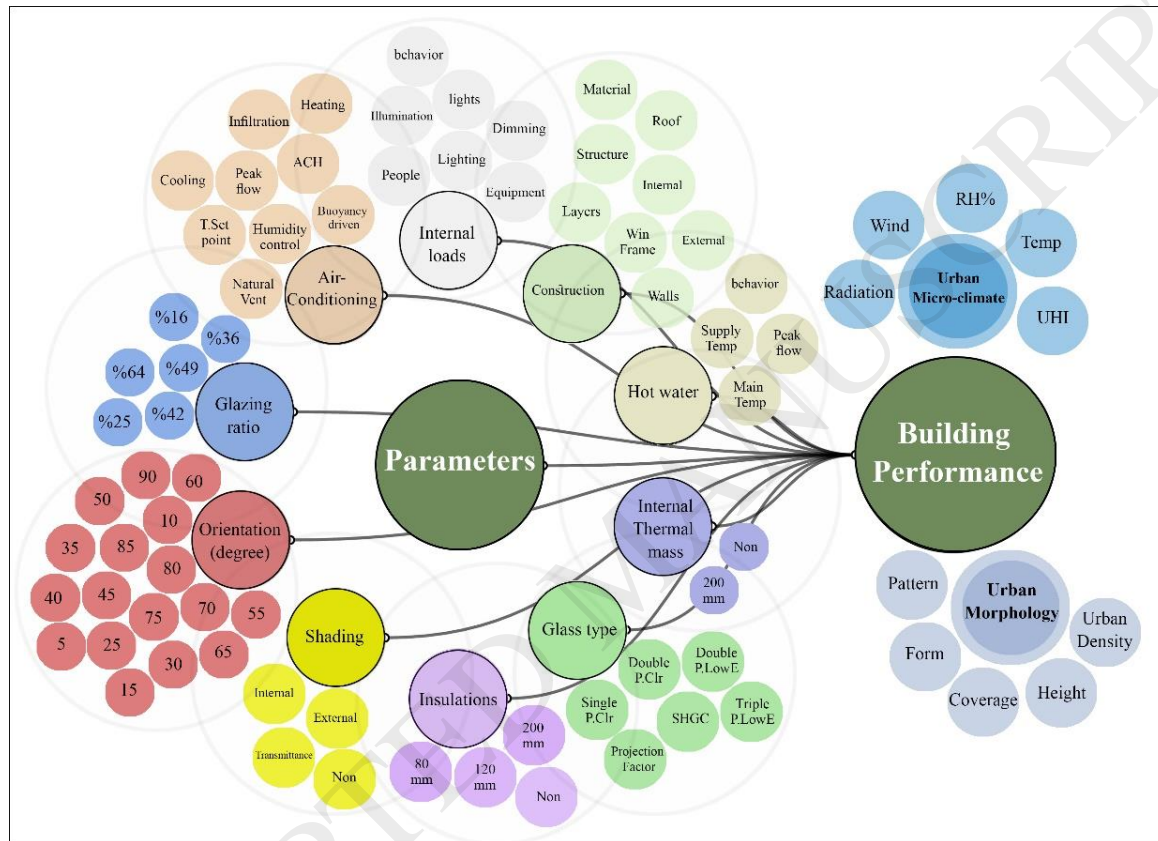 bchavior
Illumination
lights
Dimming
People
Lighting
Equipment
Internal
loads
Material
Roof
Structure
Internal
Layers
Win
Frame
External
Walls
Construction
Heating
Infiltration
ACH
Cooling
Peak
flow
Buoyancy
driven
T.Set
point
Humidity
control
Natural
Vent
Air-
Conditioning
behavior
Supply
Temp
Peak
flow
Main
Temp
Hot water
%16
%36
%64
%49
%25
%42
Glazing
ratio
Parameters
Building
Performance
RH%
Wind
Temp
Radiation
UHI
Urban
Micro-climate
90
60
50
10
35
85
80
40
45
75
70
55
5
25
30
65
15
Orientation
(degree)
Internal
Thermal
mass
Non
200
mm
Shading
Internal
External
Transmittance
Non
Insulations
200
mm
80
mm
120
mm
Non
Glass type
Double
P.Clr
Double
P.LowE
Single
P.Clr
SHGC
Triple
P.LowE
Projection
Factor
Urban
Morphology
Pattern
Urban
Density
Form
Coverage
Height
PTED MANUSCRIPT